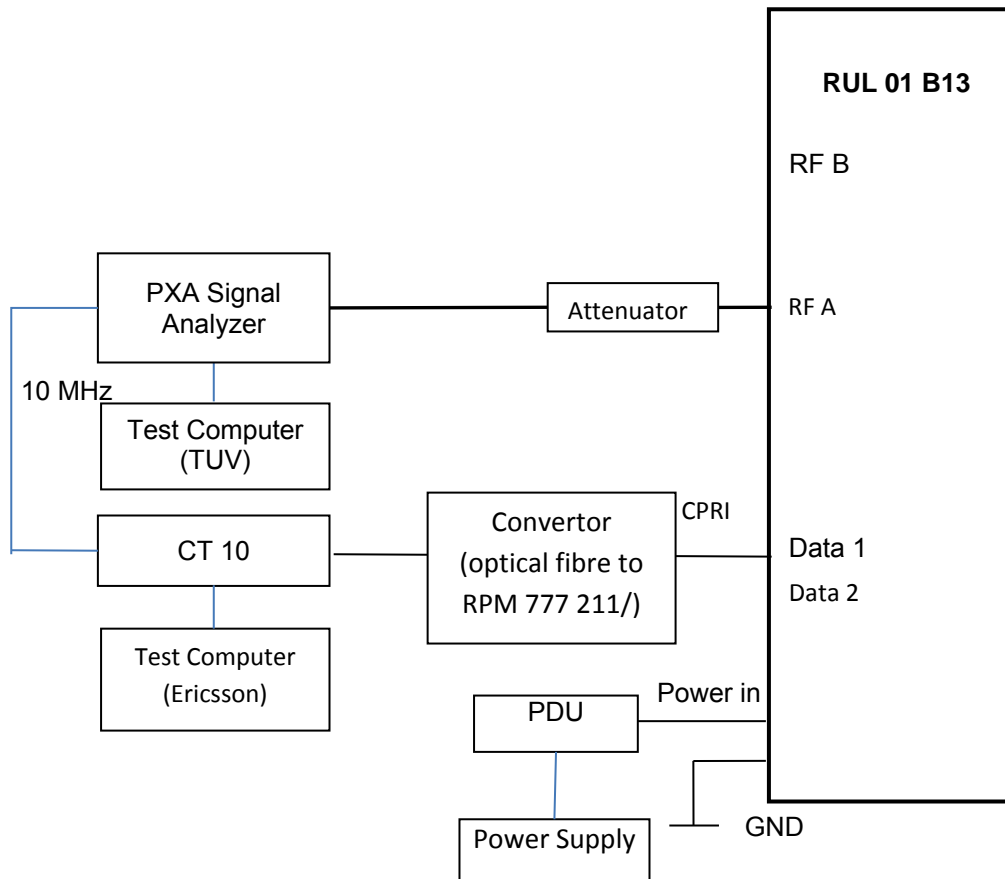 RUL 01 B13
RF B
PXA Signal
Analyzer
Attenuator
RF A
10 MHz
Test Computer
(TUV)
CT 10
Convertor
(optical fibre to
RPM 777 211/)
CPRI
Data 1
Data 2
Test Computer
(Ericsson)
PDU
Power in
Power Supply
GND